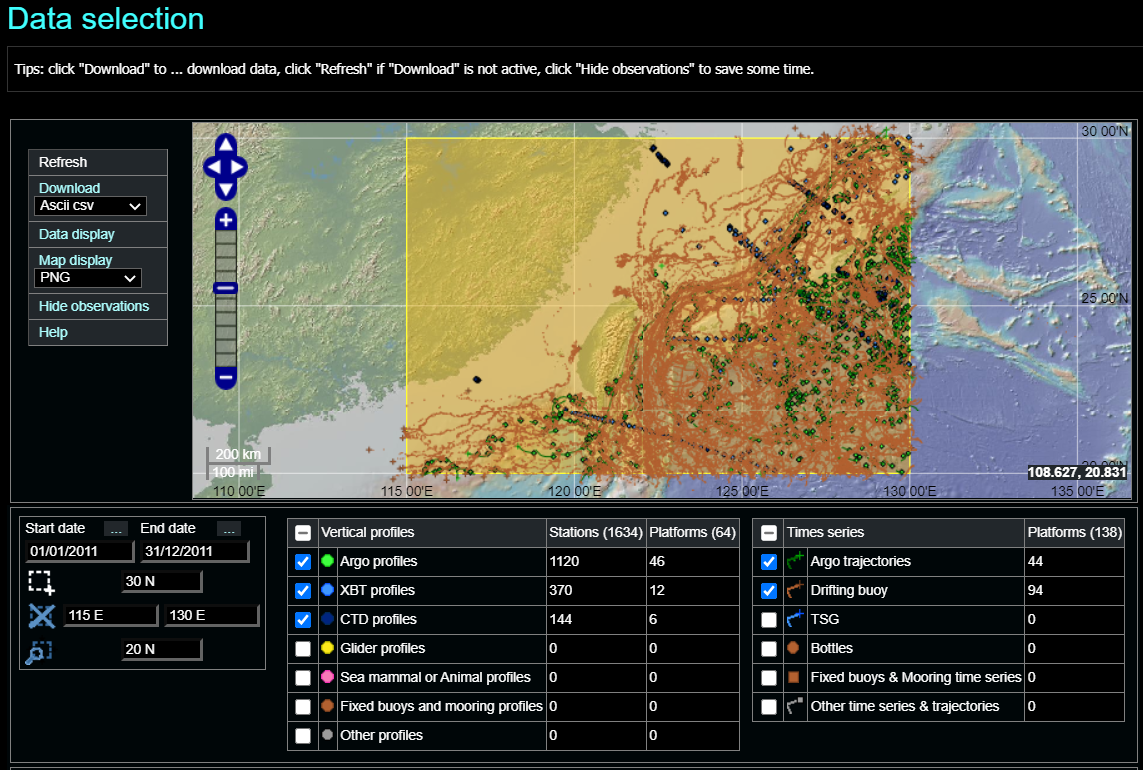 Data selection
Tips: click "Download" to ... download data, click "Refresh" if "Download" is not active, click "Hide observations" to save some time.
Refresh
Download
Ascii csv
Data display
Map display
PNG
Hide observations
Help
30 00'N
25 00'N
200 km
100 mi
108.627, 20.831
110 00'E 115 00'E 120 00'E 125 00'E 130 00'E 135 00'E
Start date ... End date ...
01/01/2011 31/12/2011
30 N
115 E 130 E
20 N
Vertical profiles Stations (1634) Platforms (64)
Argo profiles 1120 46
XBT profiles 370 12
CTD profiles 144 6
Glider profiles 0 0
Sea mammal or Animal profiles 0 0
Fixed buoys and mooring profiles 0 0
Other profiles 0 0
Times series Platforms (138)
Argo trajectories 44
Drifting buoy 94
TSG 0
Bottles 0
Fixed buoys & Mooring time series 0
Other time series & trajectories 0